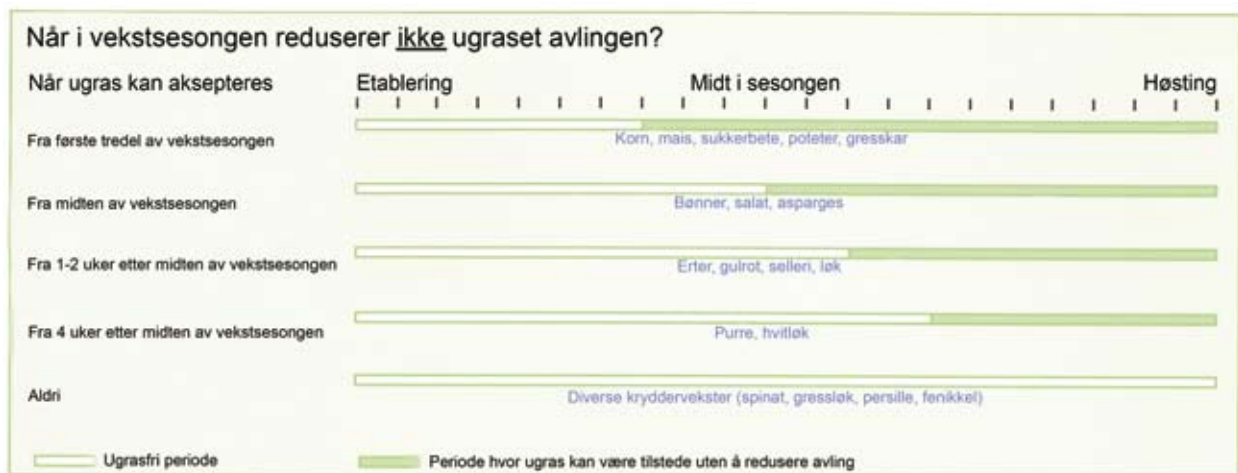 Når i vekstsesongen reduserer ikke ugraset avlingen?
Når ugras kan aksepteres Etablering Midt i sesongen Høsting
Fra første tredel av vekstsesongen
Korn, mais, sukkerbete, poteter, gresskar
Fra midten av vekstsesongen
Bønner, salat, asparges
Fra 1-2 uker etter midten av vekstsesongen
Erter, gulrot, selleri, løk
Fra 4 uker etter midten av vekstsesongen
Purre, hvitløk
Aldri
Diverse kryddervekster (spinat, gressløk, persille, fenikkel)
Ugrasfri periode Periode hvor ugras kan være tilstede uten å redusere avling